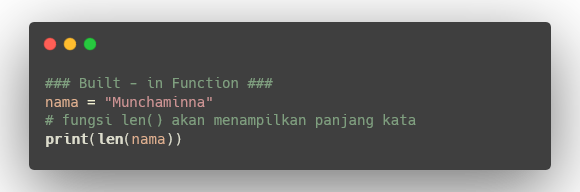 ### Built - in Function ###
nama = "Munchaminna"
# fungsi len() akan menampilkan panjang kata
print(len(nama))